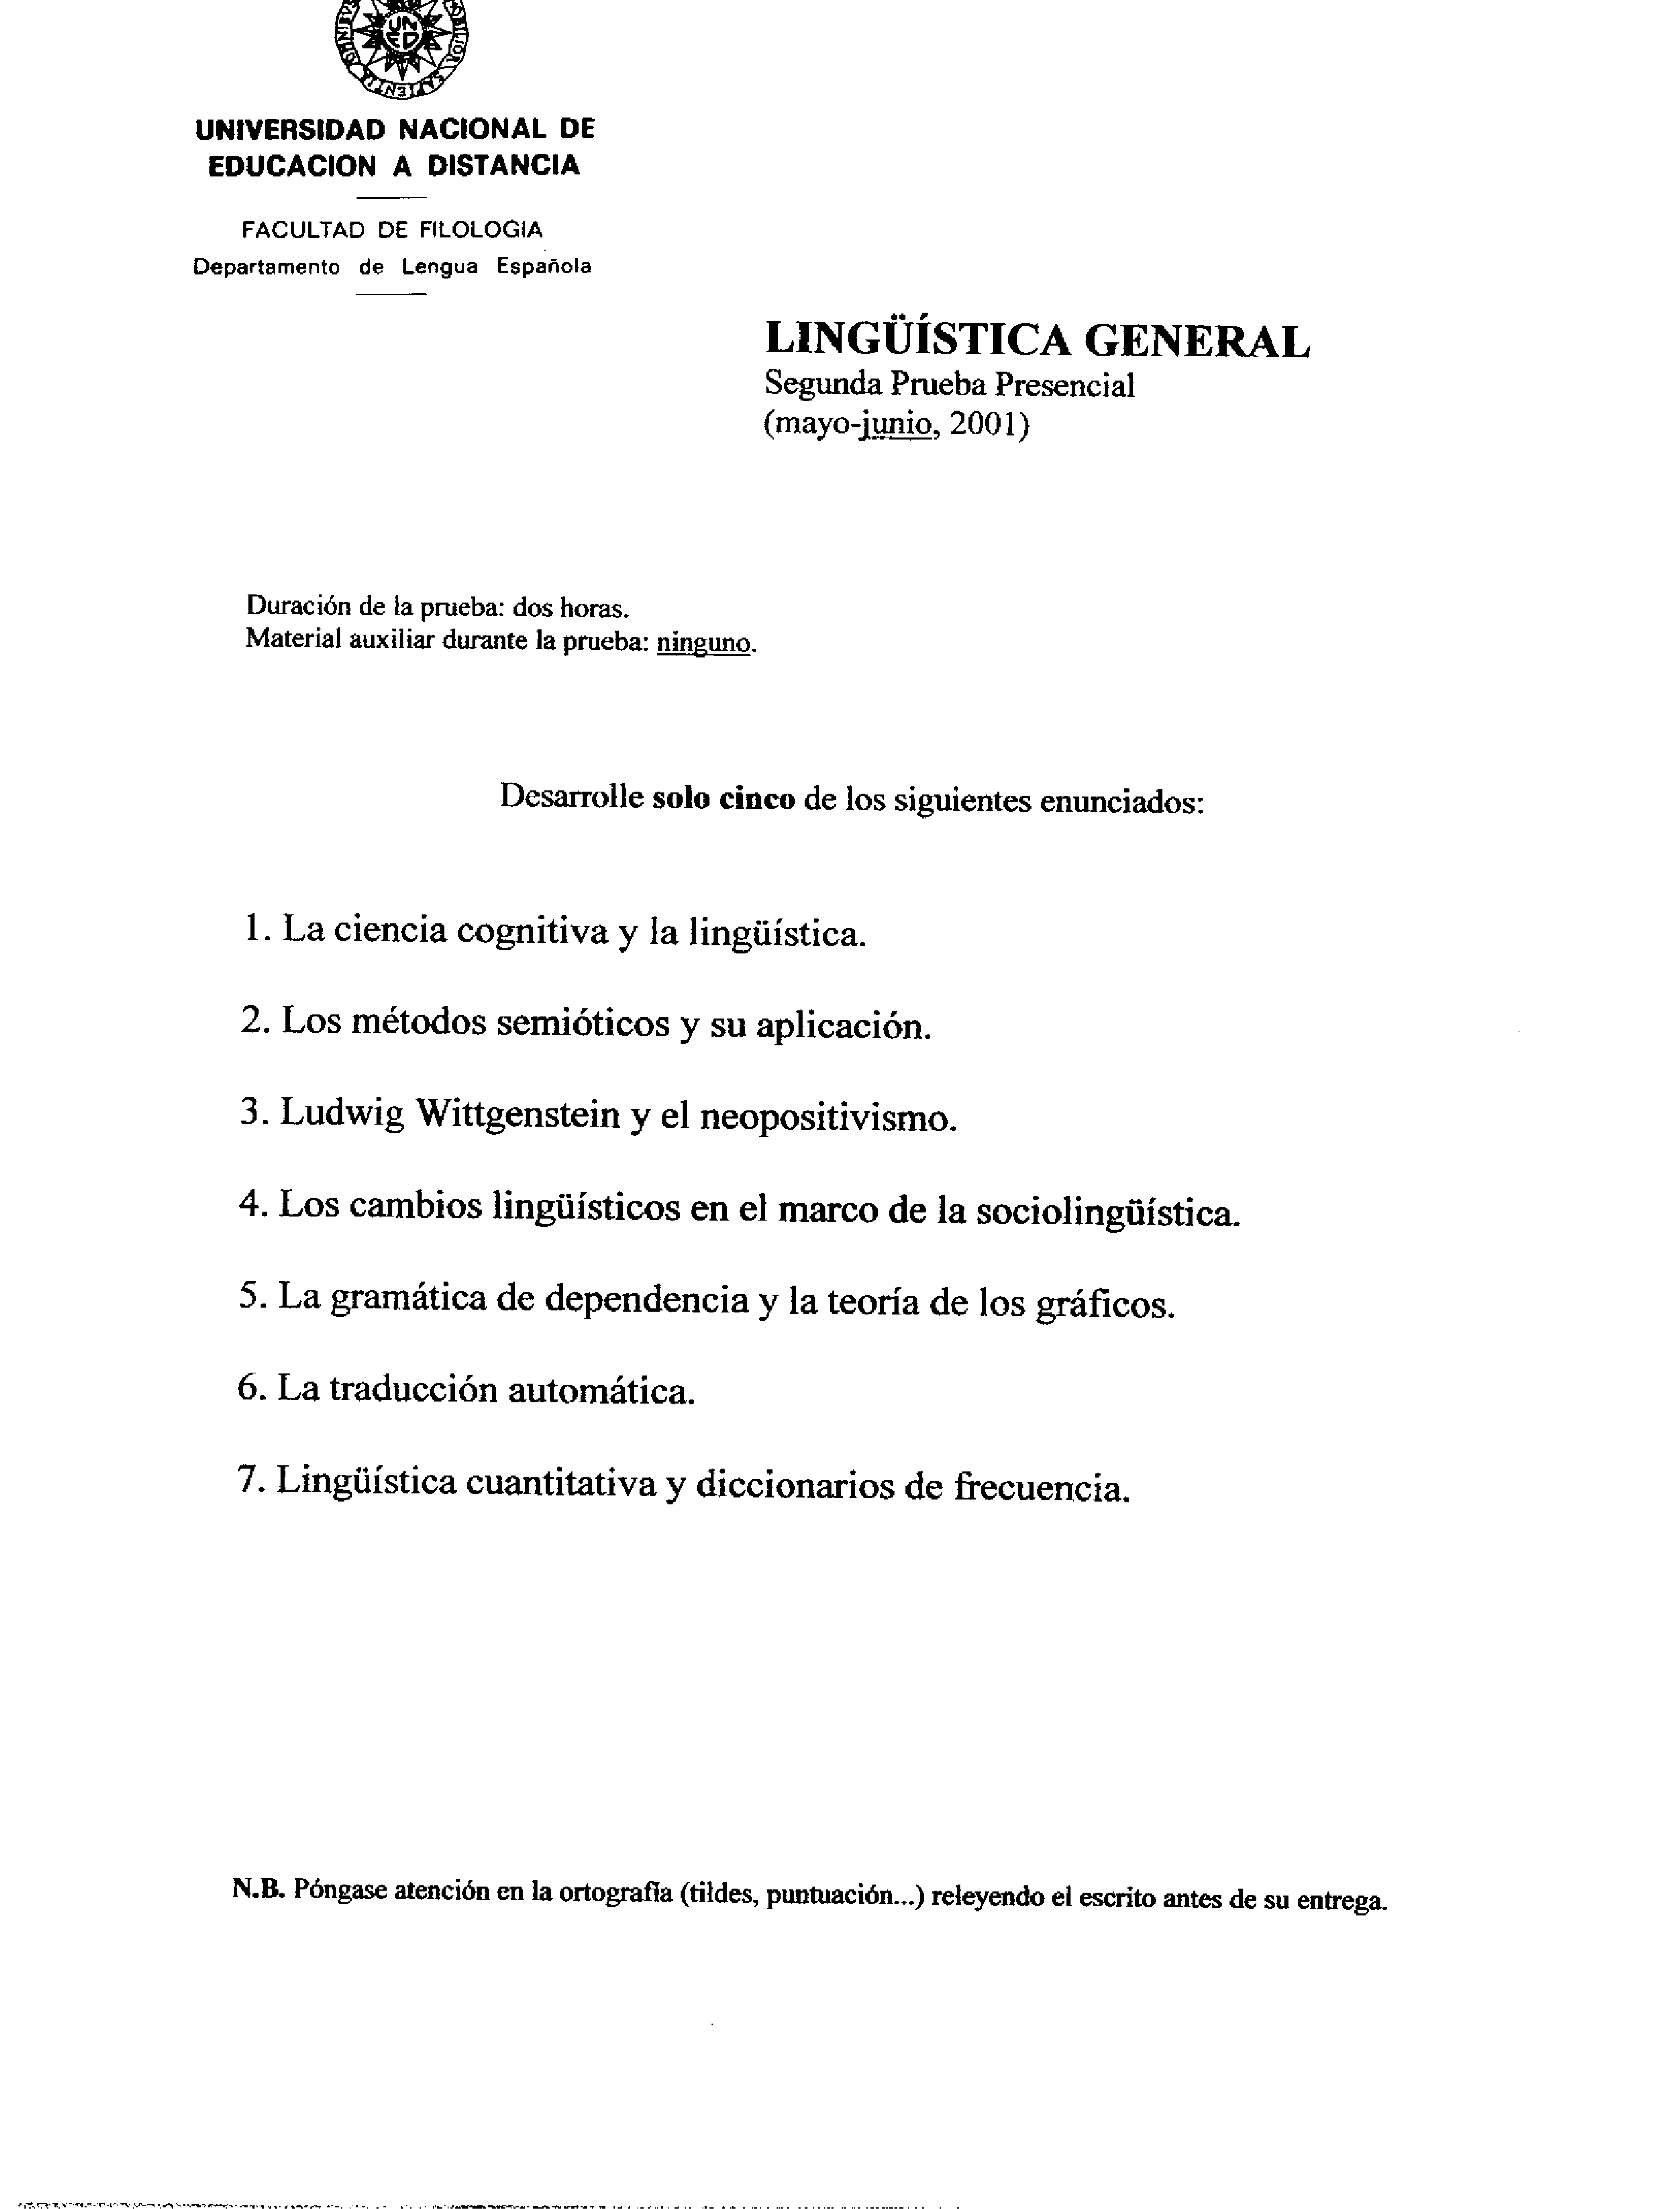 UN
ED
SAPIENTIA
UNIVERSIDAD NACIONAL DE
EDUCACION A DISTANCIA
FACULTAD DE FILOLOGIA
Departamento de Lengua Española
LINGÜÍSTICA GENERAL
Segunda Prueba Presencial
(mayo-junio, 2001)
Duración de la prueba: dos horas.
Material auxiliar durante la prueba: ninguno.
Desarrolle solo cinco de los siguientes enunciados:
1. La ciencia cognitiva y la lingüística.
2. Los métodos semióticos y su aplicación.
3. Ludwig Wittgenstein y el neopositivismo.
4. Los cambios lingüísticos en el marco de la sociolingüística.
5. La gramática de dependencia y la teoría de los gráficos.
6. La traducción automática.
7. Lingüística cuantitativa y diccionarios de frecuencia.
N.B. Póngase atención en la ortografía (tildes, puntuación...) releyendo el escrito antes de su entrega.